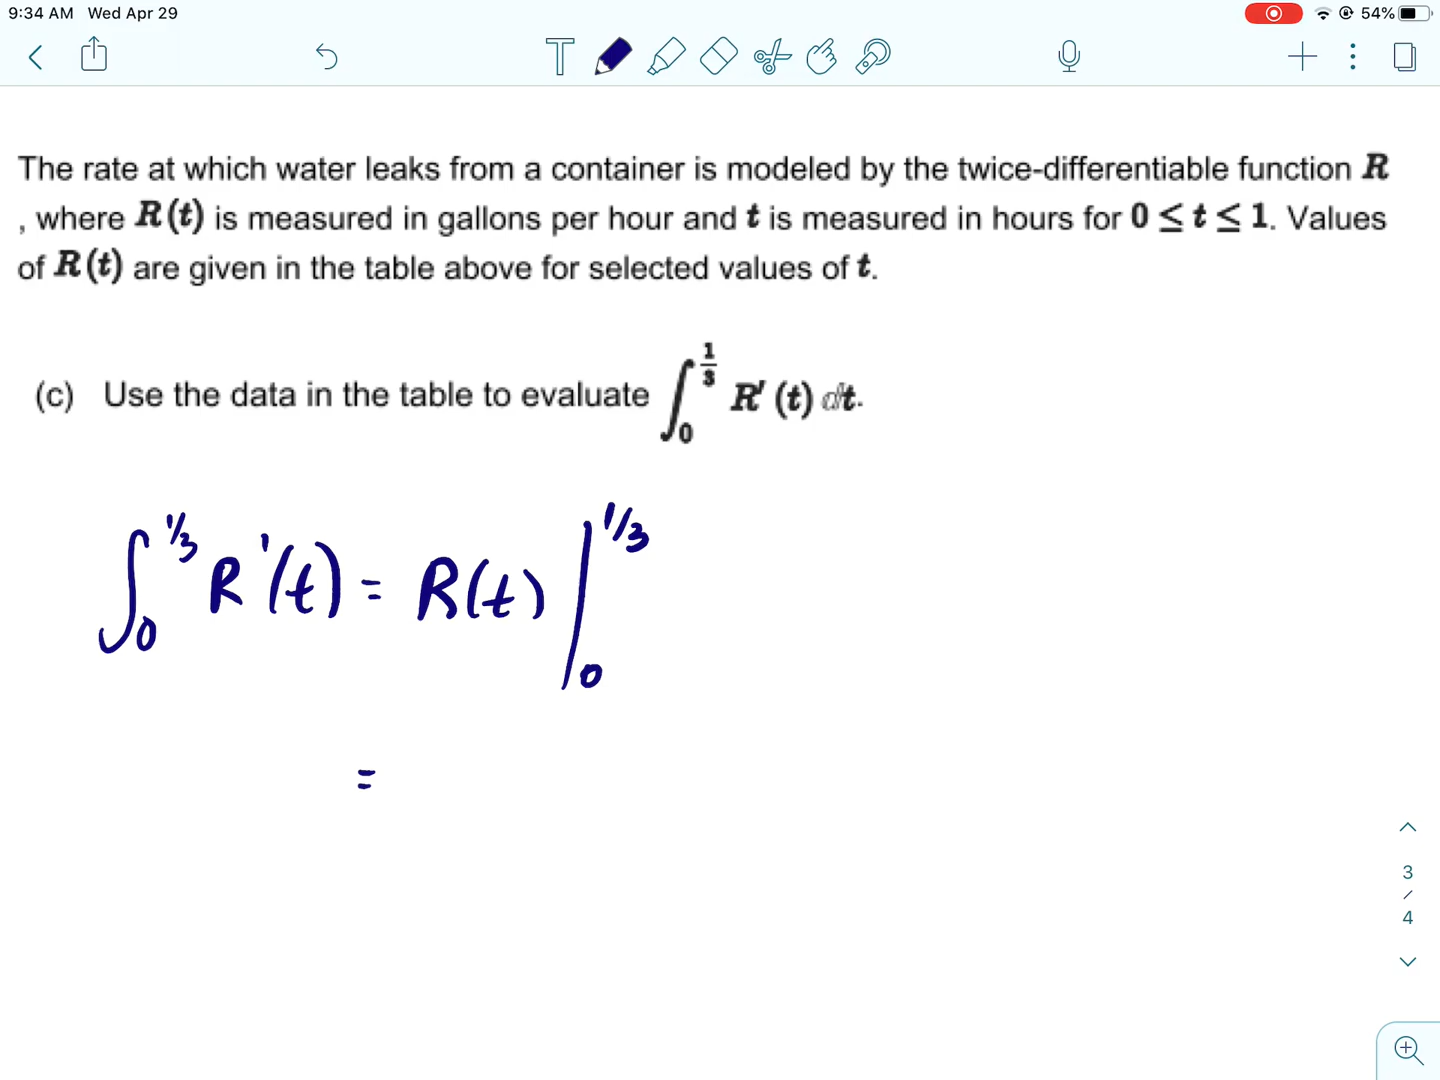 9:34 AM Wed Apr 29 54%
T
The rate at which water leaks from a container is modeled by the twice-differentiable function R
, where R(t) is measured in gallons per hour and t is measured in hours for 0 ≤ t ≤ 1. Values
of R(t) are given in the table above for selected values of t.
(c) Use the data in the table to evaluate ∫₀^{1/3} R′(t) dt.
∫₀^{1/3} R'(t) = R(t) |₀^{1/3}
=
3
/
4